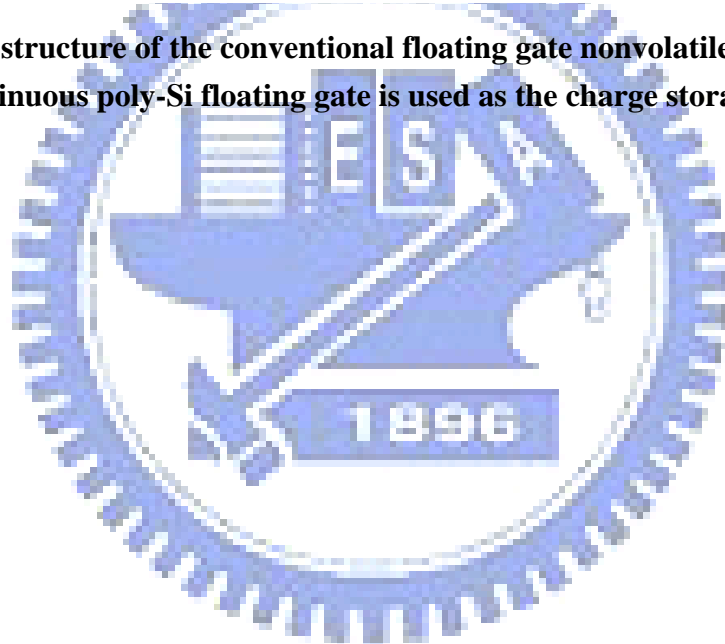 structure of the conventional floating gate nonvolatile
inuous poly-Si floating gate is used as the charge stora
E S A
1896